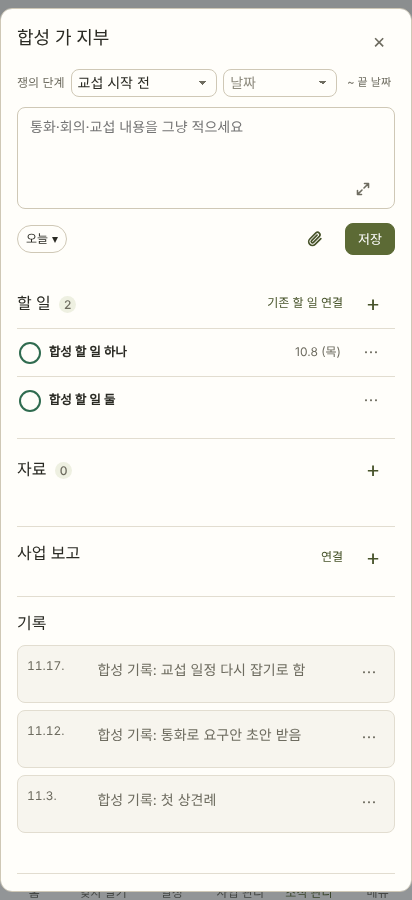 합성 가 지부
×
쟁의 단계 교섭 시작 전 날짜 ~ 끝 날짜
통화·회의·교섭 내용을 그냥 적으세요
오늘 ▾ 저장
할 일 2 기존 할 일 연결 +
합성 할 일 하나 10.8 (목) ···
합성 할 일 둘 ···
자료 0 +
사업 보고 연결 +
기록
11.17. 합성 기록: 교섭 일정 다시 잡기로 함 ···
11.12. 합성 기록: 통화로 요구안 초안 받음 ···
11.3. 합성 기록: 첫 상견례 ···